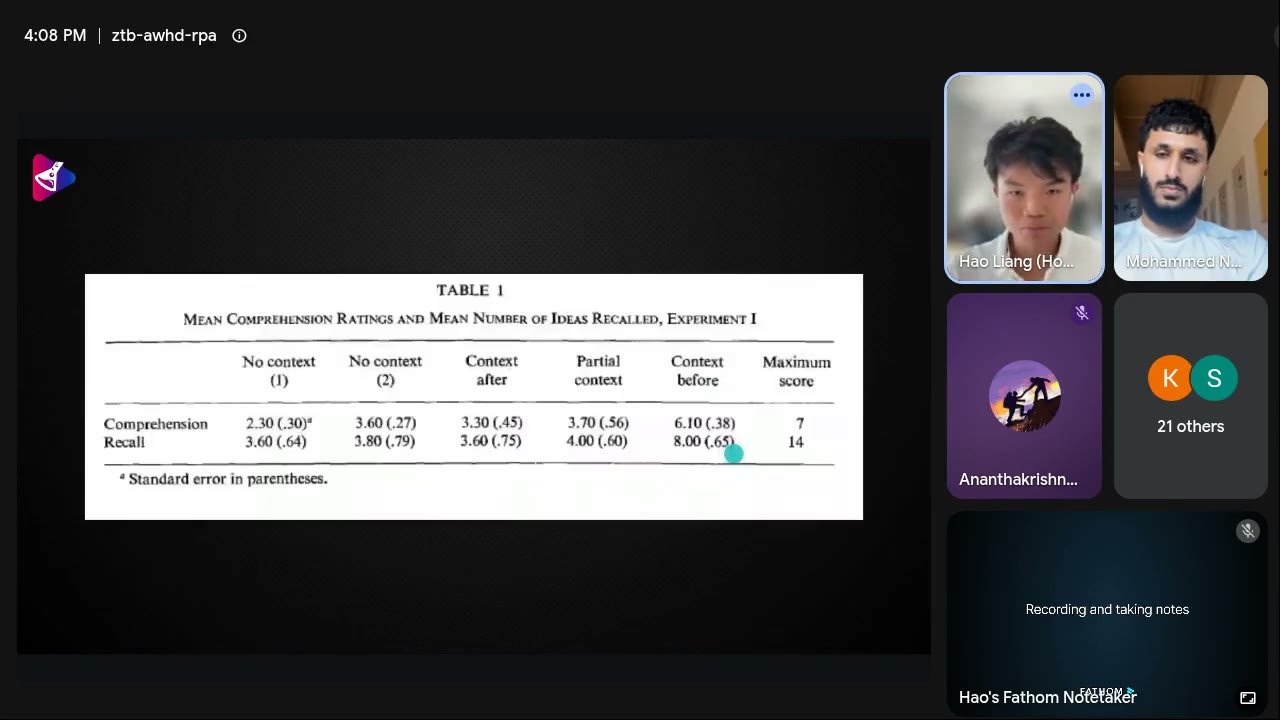 4:08 PM | ztb-awhd-rpa
TABLE 1
MEAN COMPREHENSION RATINGS AND MEAN NUMBER OF IDEAS RECALLED, EXPERIMENT I
No context (1) No context (2) Context after Partial context Context before Maximum score
Comprehension 2.30 (.30)ᵃ 3.60 (.27) 3.30 (.45) 3.70 (.56) 6.10 (.38) 7
Recall 3.60 (.64) 3.80 (.79) 3.60 (.75) 4.00 (.60) 8.00 (.65) 14
ᵃ Standard error in parentheses.
Hao Liang (Ho...
Mohammed N...
Ananthakrishn...
K S
21 others
Recording and taking notes
FATHOM
Hao's Fathom Notetaker